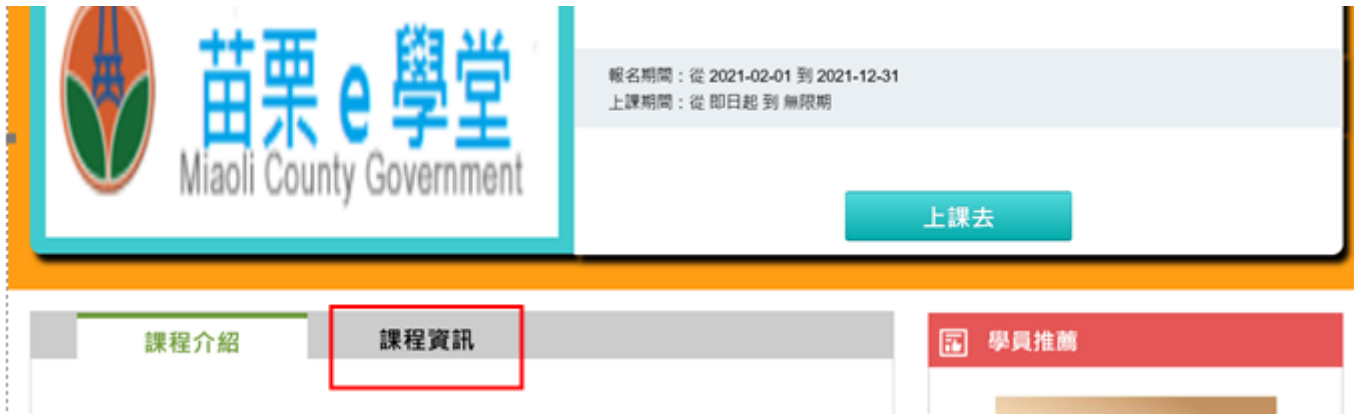 苗栗 e 學堂
Miaoli County Government
報名期間：從 2021-02-01 到 2021-12-31
上課期間：從 即日起 到 無限期
上課去
課程介紹
課程資訊
學員推薦